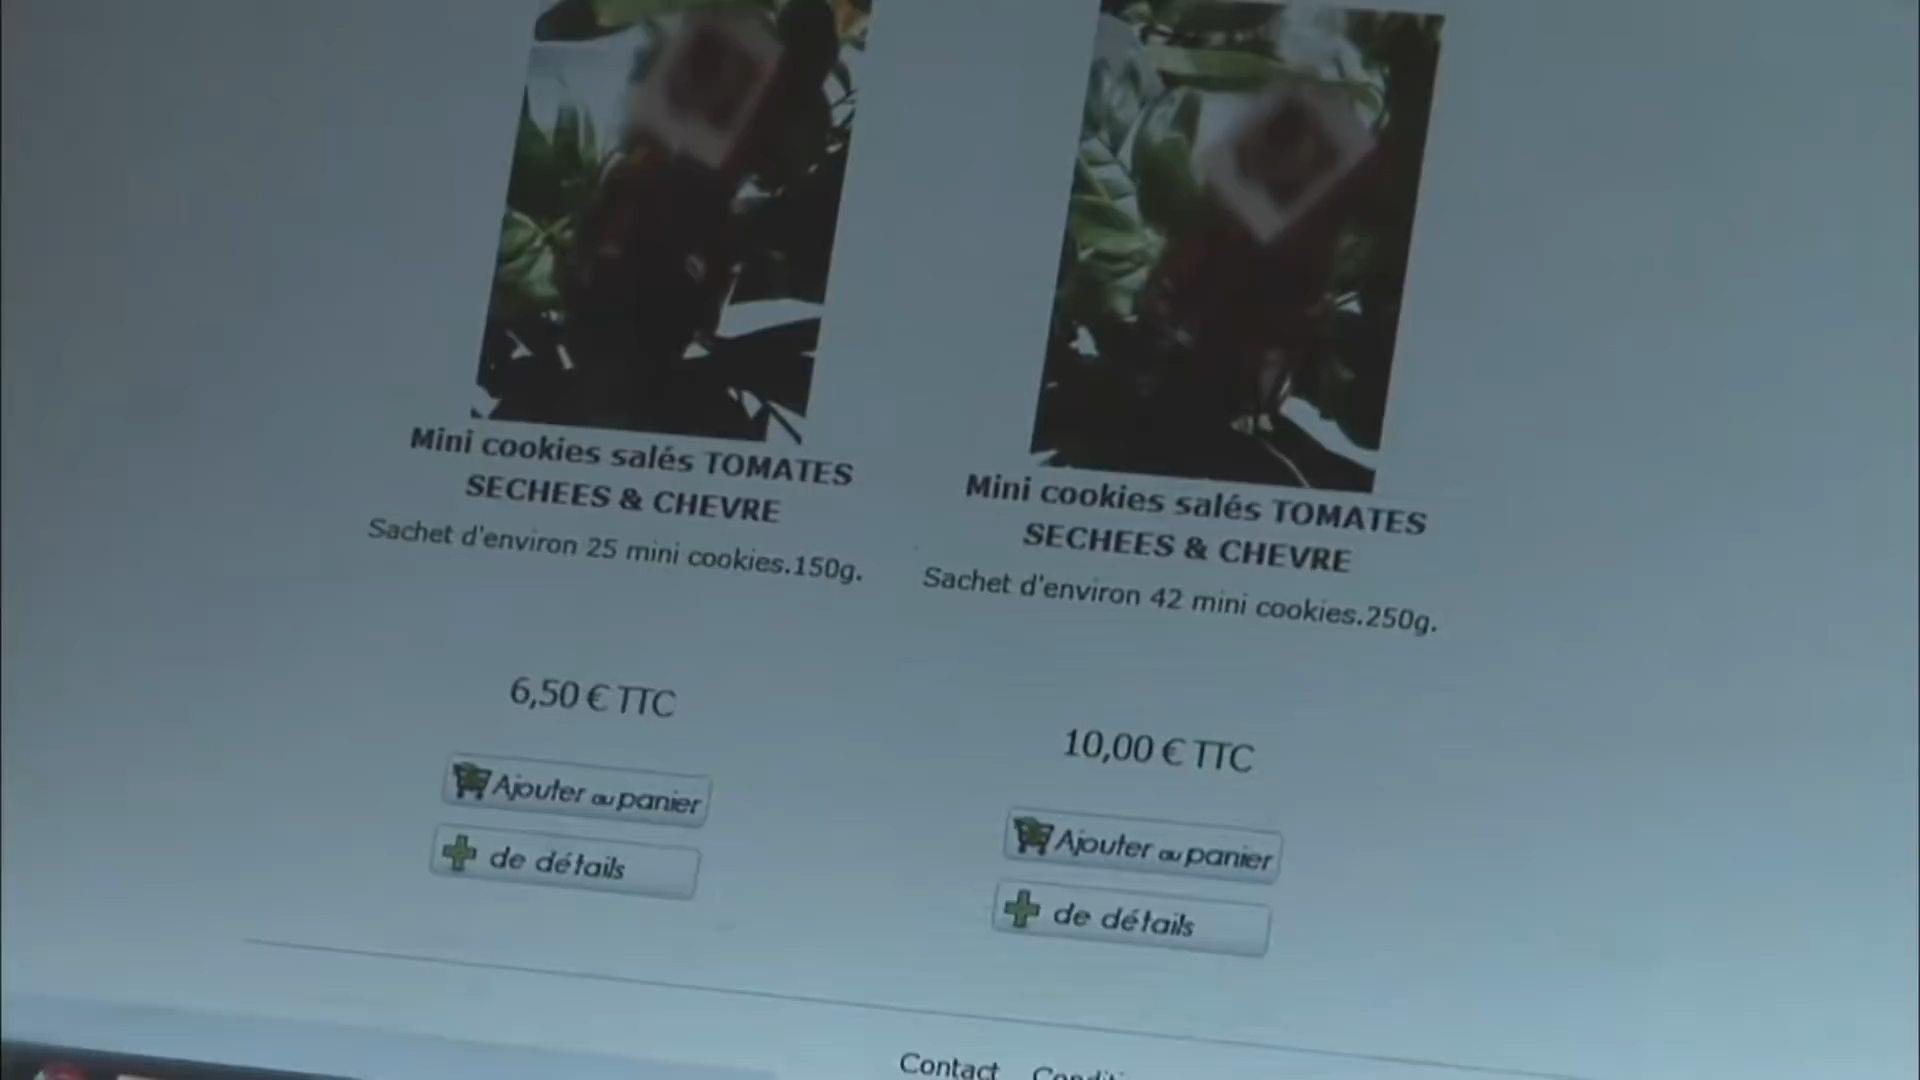 Mini cookies salés TOMATES
SECHEES & CHEVRE
Sachet d'environ 25 mini cookies.150g.
6,50 € TTC
Ajouter au panier
de détails
Mini cookies salés TOMATES
SECHEES & CHEVRE
Sachet d'environ 42 mini cookies.250g.
10,00 € TTC
Ajouter au panier
de détails
Contact